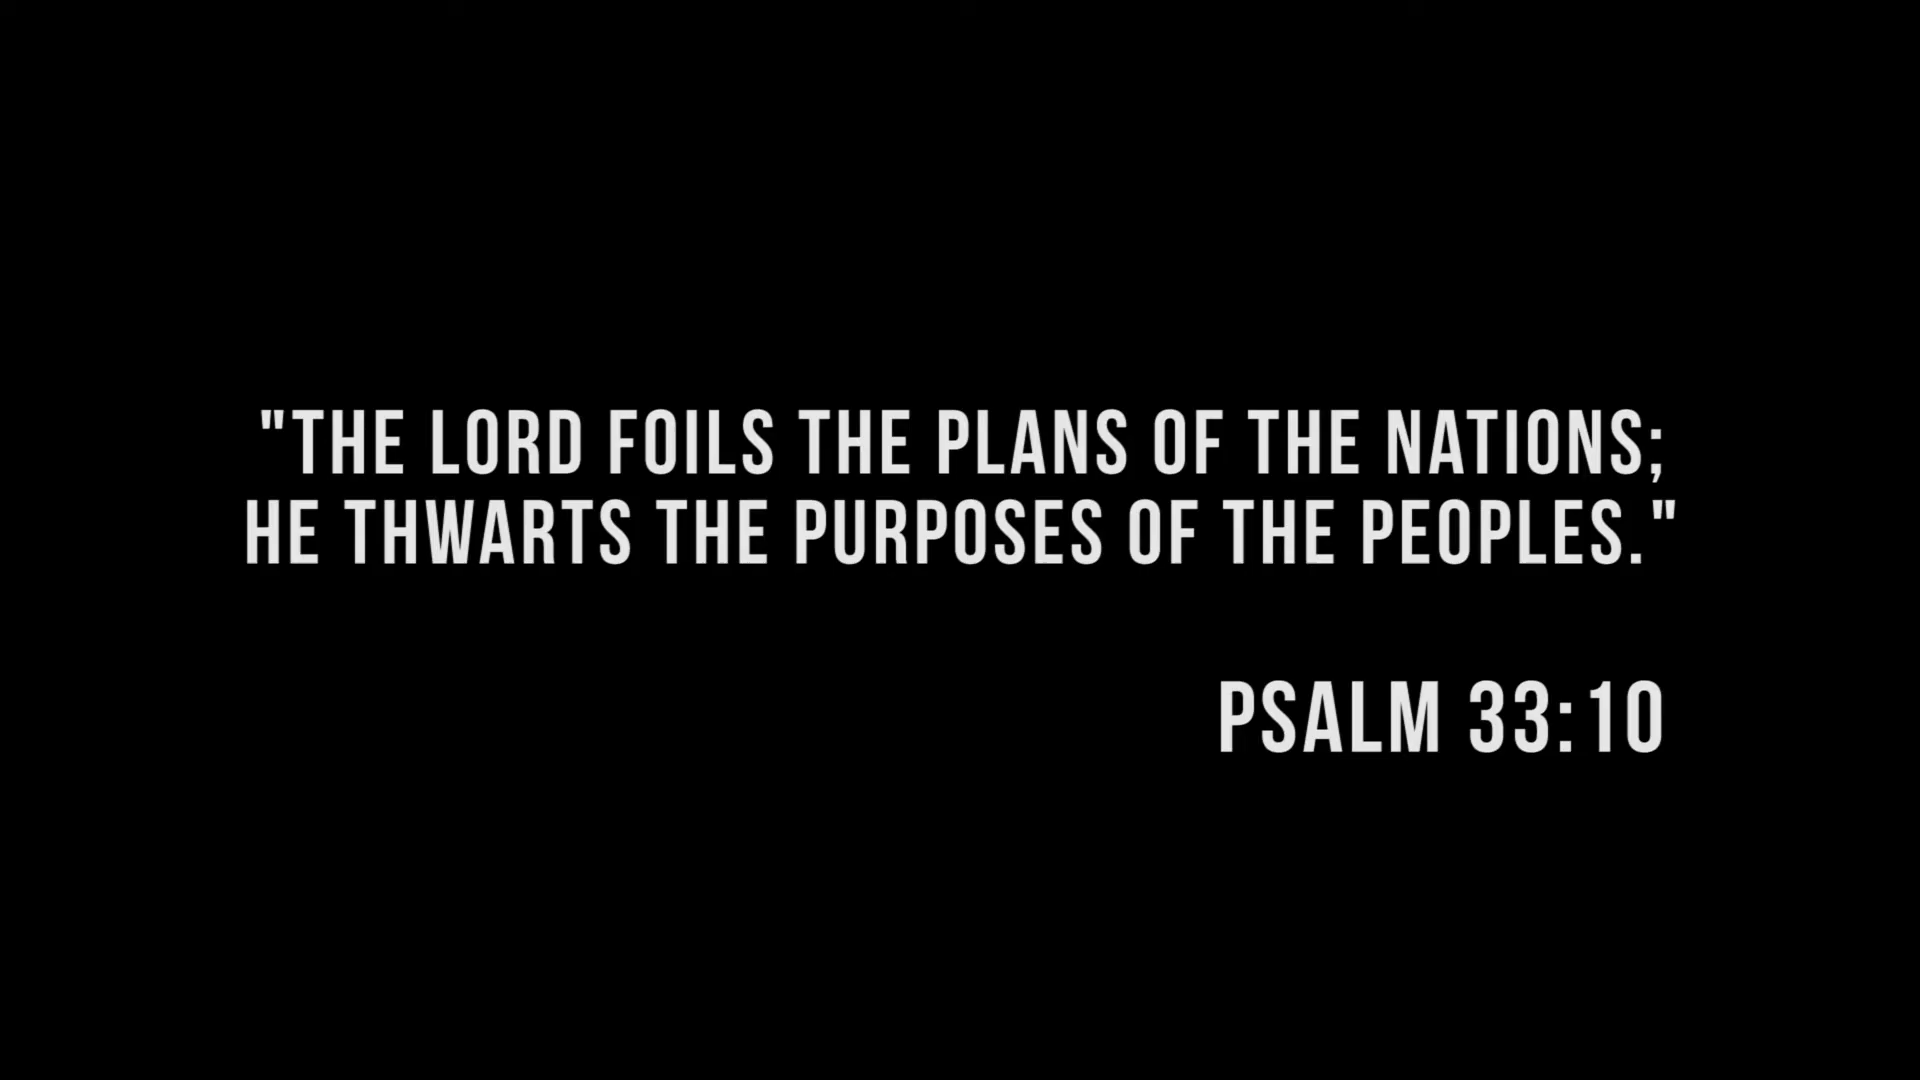 "THE LORD FOILS THE PLANS OF THE NATIONS;
HE THWARTS THE PURPOSES OF THE PEOPLES."
PSALM 33:10